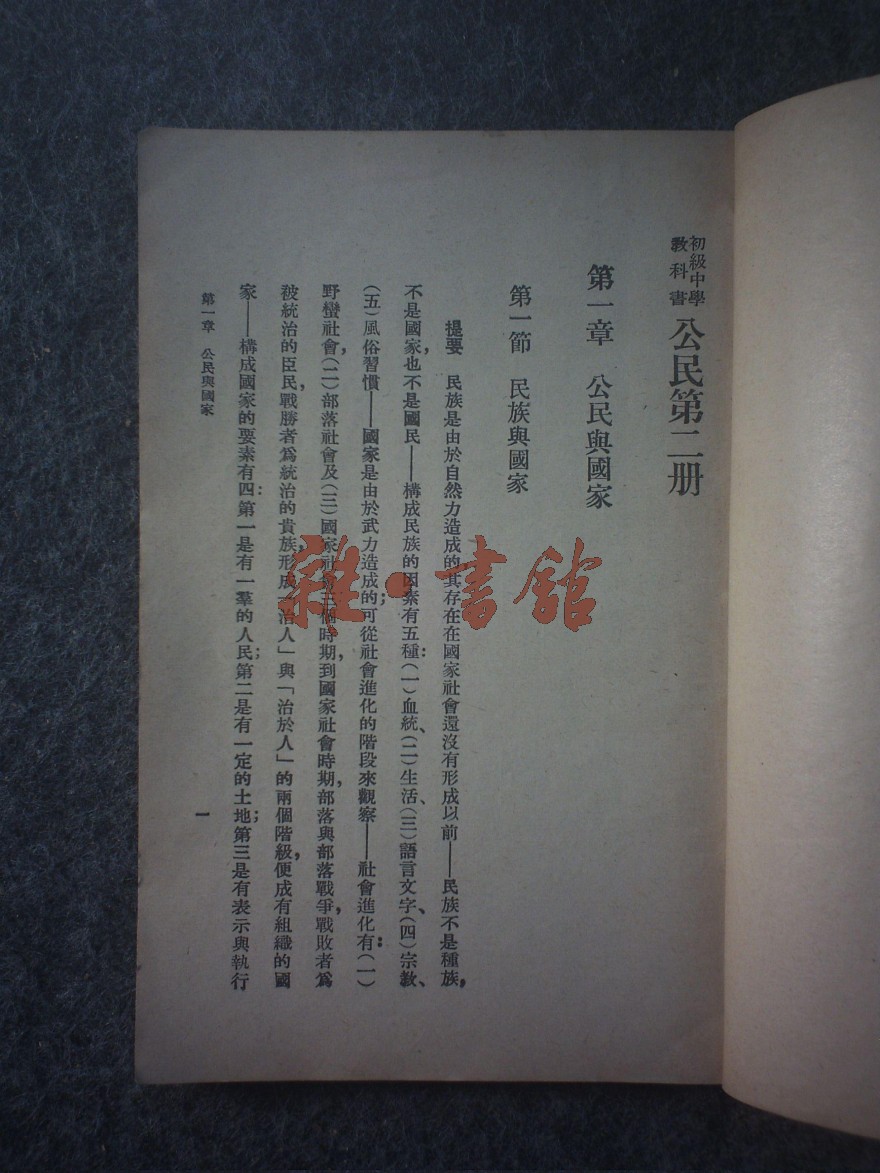 初級中學
教科書
公民第二册
第一章 公民與國家
第一節 民族與國家
提要 民族是由於自然力造成的其存在在國家社會還沒有形成以前——民族不是種族，
不是國家，也不是國民——構成民族的因素有五種：（一）血統、（二）生活、（三）語言文字、（四）宗教、
（五）風俗習慣——國家是由於武力造成的；可從社會進化的階段來觀察——社會進化有：（一）
野蠻社會，（二）部落社會及（三）國家社會三個時期，到國家社會時期，部落與部落戰爭，戰敗者爲
被統治的臣民，戰勝者爲統治的貴族，形成「治人」與「治於人」的兩個階級，便成有組織的國
家——構成國家的要素有四：第一是有一羣的人民；第二是有一定的土地；第三是有表示與執行
第一章 公民與國家
一
雜·書館